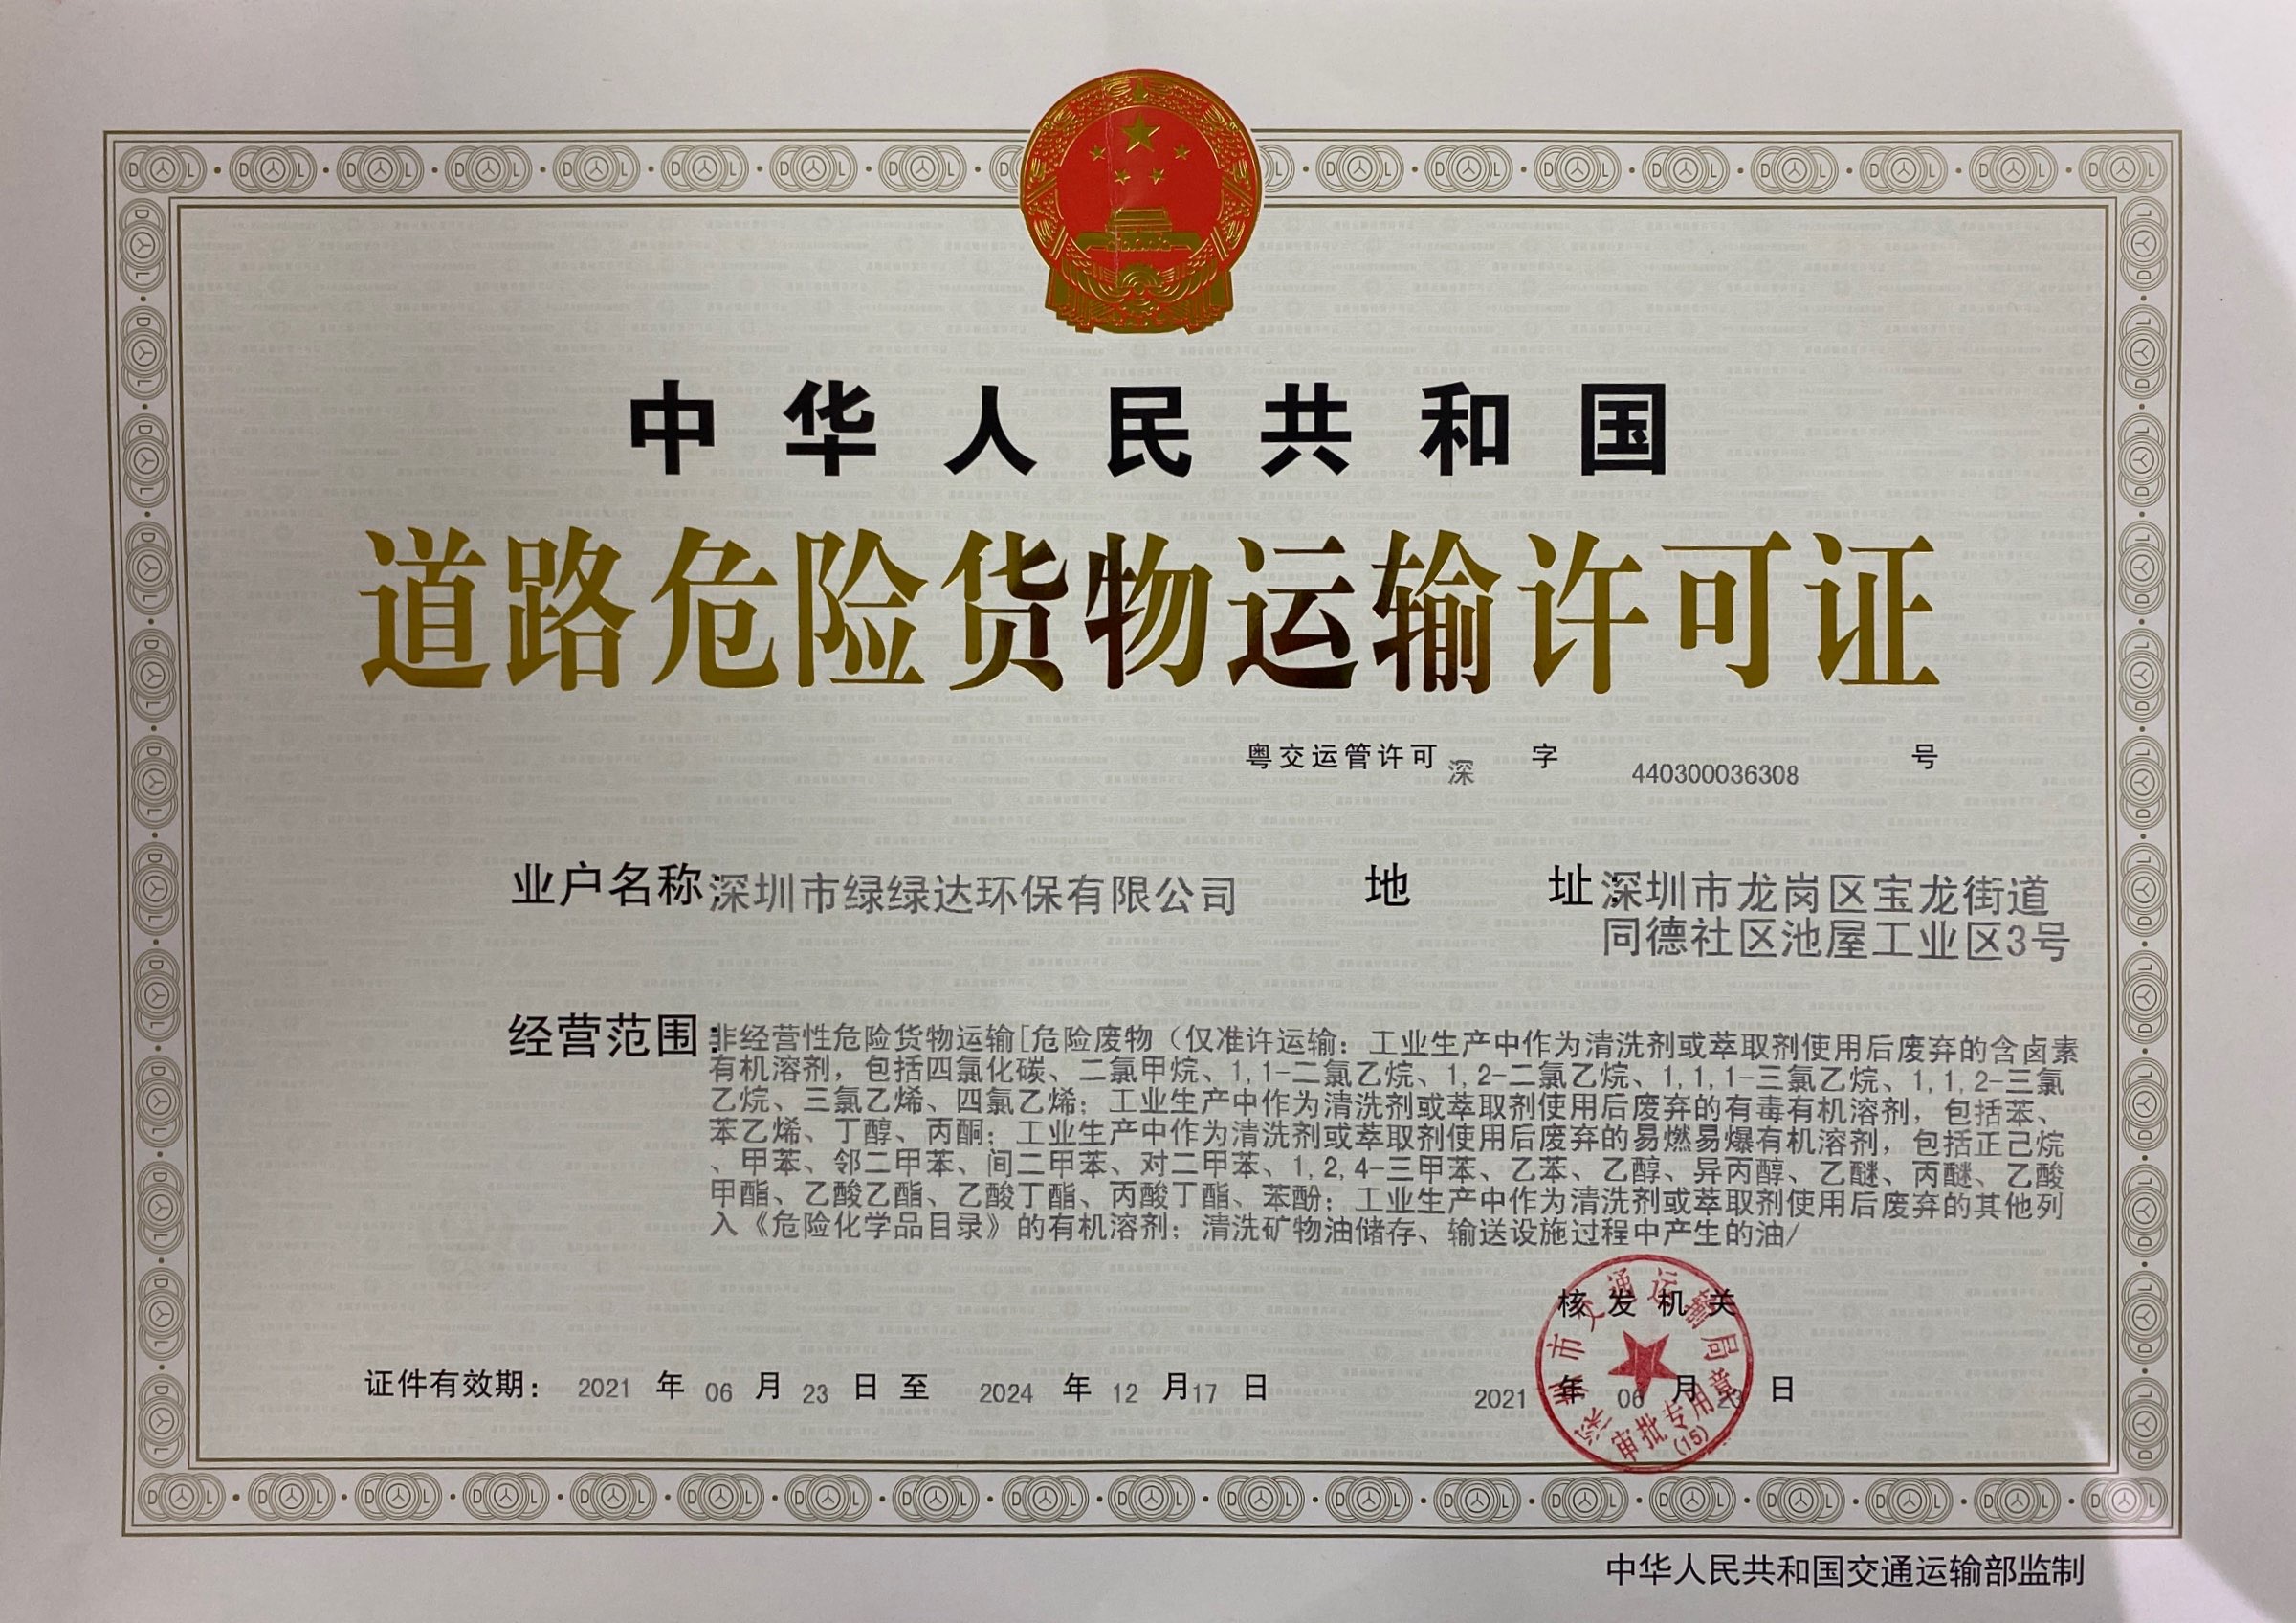 中华人民共和国
道路危险货物运输许可证
粤交运管许可 深 字 440300036308 号
业户名称：深圳市绿绿达环保有限公司 地 址：深圳市龙岗区宝龙街道
同德社区池屋工业区3号
经营范围：非经营性危险货物运输[危险废物（仅准许运输：工业生产中作为清洗剂或萃取剂使用后废弃的含卤素
有机溶剂，包括四氯化碳、二氯甲烷、1,1-二氯乙烷、1,2-二氯乙烷、1,1,1-三氯乙烷、1,1,2-三氯
乙烷、三氯乙烯、四氯乙烯；工业生产中作为清洗剂或萃取剂使用后废弃的有毒有机溶剂，包括苯、
苯乙烯、丁醇、丙酮；工业生产中作为清洗剂或萃取剂使用后废弃的易燃易爆有机溶剂，包括正己烷
、甲苯、邻二甲苯、间二甲苯、对二甲苯、1,2,4-三甲苯、乙苯、乙醇、异丙醇、乙醚、丙醚、乙酸
甲酯、乙酸乙酯、乙酸丁酯、丙酸丁酯、苯酚；工业生产中作为清洗剂或萃取剂使用后废弃的其他列
入《危险化学品目录》的有机溶剂；清洗矿物油储存、输送设施过程中产生的油/
核发机关
深圳市交通运输局
审批专用章
(15)
证件有效期： 2021 年 06 月 23 日 至 2024 年 12 月 17 日
2021 年 06 月 23 日
中华人民共和国交通运输部监制